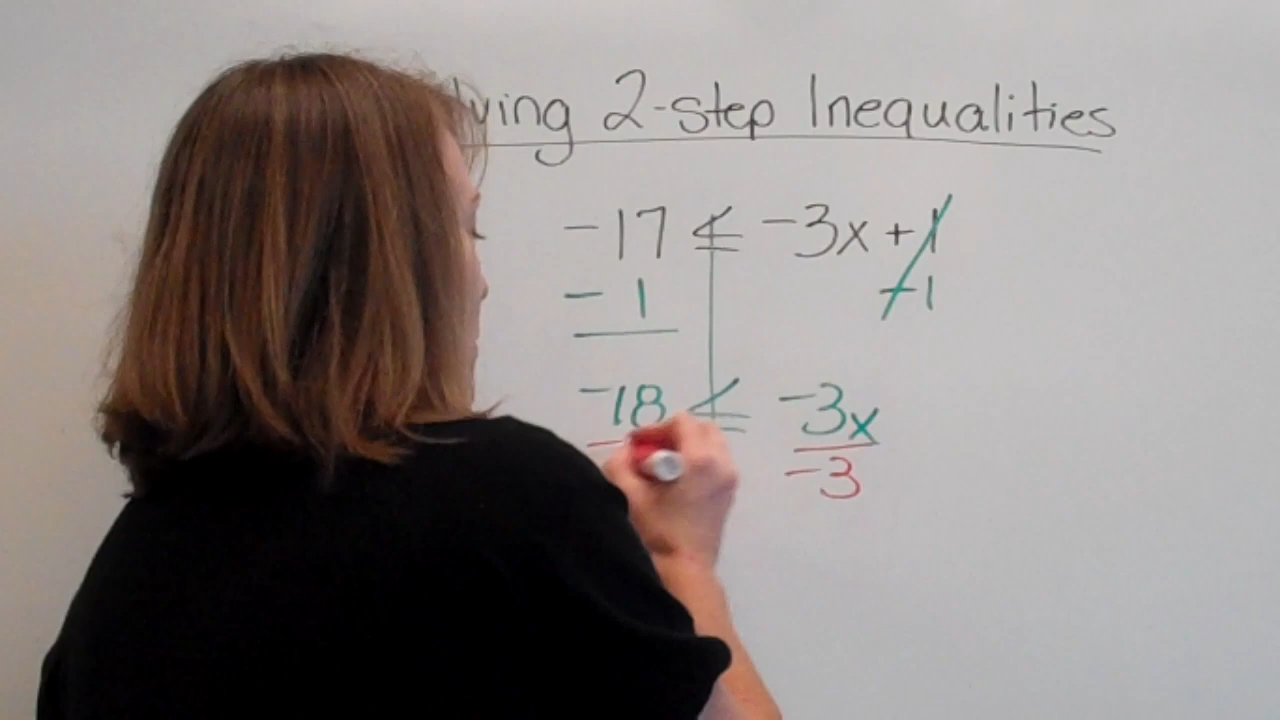 lving 2-step Inequalities
-17 ≤ -3x + 1
- 1 -1
-18 ≤ -3x
-3